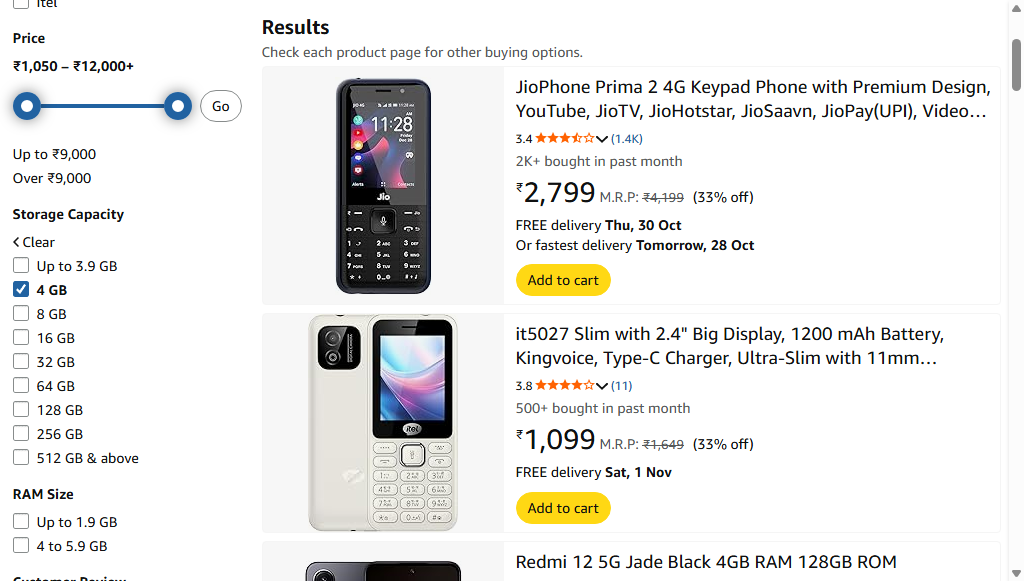 itel
Price
₹1,050 – ₹12,000+
Go
Up to ₹9,000
Over ₹9,000
Storage Capacity
Clear
Up to 3.9 GB
4 GB
8 GB
16 GB
32 GB
64 GB
128 GB
256 GB
512 GB & above
RAM Size
Up to 1.9 GB
4 to 5.9 GB
Customer Review
Results
Check each product page for other buying options.
11:28
Alerts
Contacts
Jio
JioPhone Prima 2 4G Keypad Phone with Premium Design,
YouTube, JioTV, JioHotstar, JioSaavn, JioPay(UPI), Video…
3.4 (1.4K)
2K+ bought in past month
₹2,799 M.R.P: ₹4,199 (33% off)
FREE delivery Thu, 30 Oct
Or fastest delivery Tomorrow, 28 Oct
Add to cart
itel
it5027 Slim with 2.4" Big Display, 1200 mAh Battery,
Kingvoice, Type-C Charger, Ultra-Slim with 11mm…
3.8 (11)
500+ bought in past month
₹1,099 M.R.P: ₹1,649 (33% off)
FREE delivery Sat, 1 Nov
Add to cart
Redmi 12 5G Jade Black 4GB RAM 128GB ROM